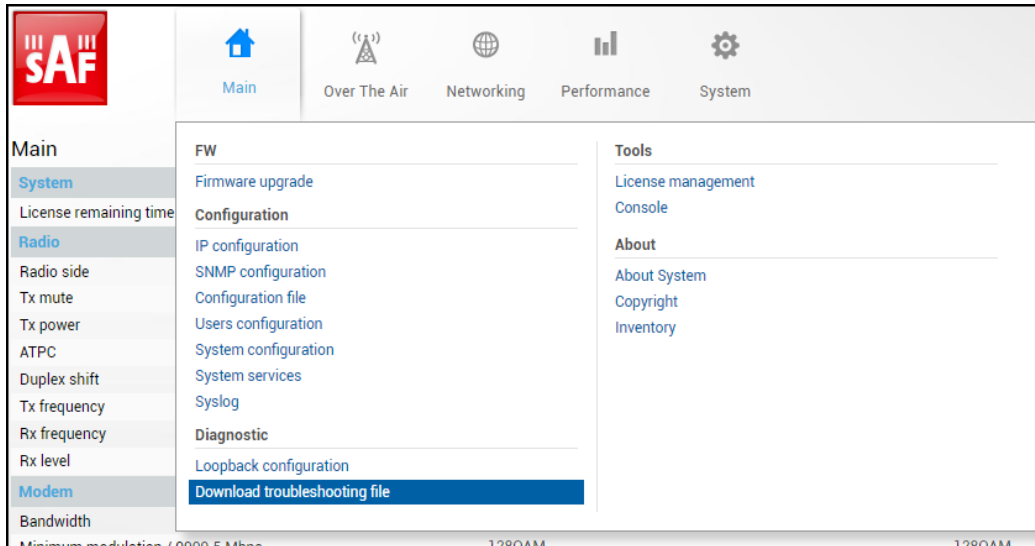 SAF
Main
Over The Air
Networking
Performance
System
Main
System
License remaining time
Radio
Radio side
Tx mute
Tx power
ATPC
Duplex shift
Tx frequency
Rx frequency
Rx level
Modem
Bandwidth
FW
Firmware upgrade
Configuration
IP configuration
SNMP configuration
Configuration file
Users configuration
System configuration
System services
Syslog
Diagnostic
Loopback configuration
Download troubleshooting file
Tools
License management
Console
About
About System
Copyright
Inventory
128QAM
128QAM